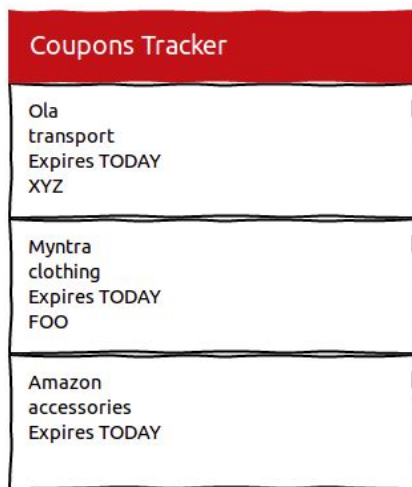 Coupons Tracker
Ola
transport
Expires TODAY
XYZ
Myntra
clothing
Expires TODAY
FOO
Amazon
accessories
Expires TODAY